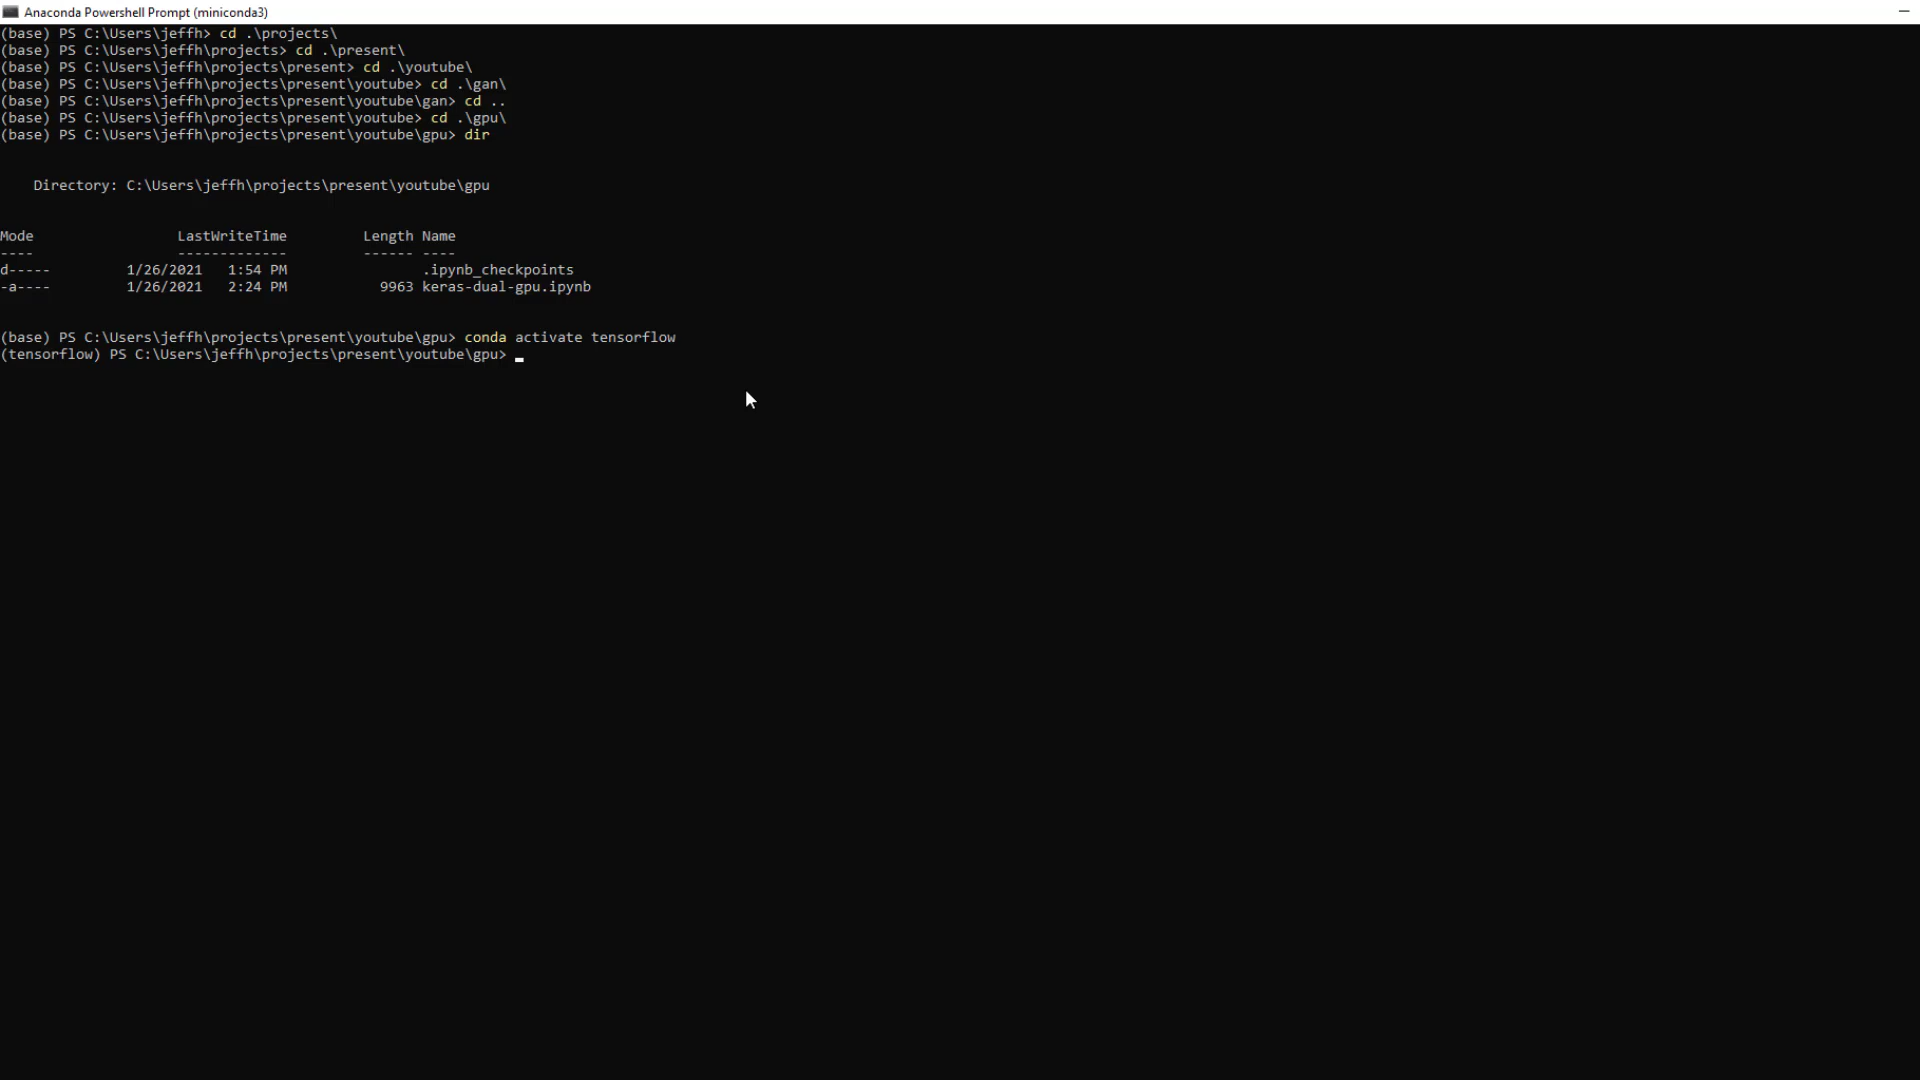 Anaconda Powershell Prompt (miniconda3)
(base) PS C:\Users\jeffh> cd .\projects\
(base) PS C:\Users\jeffh\projects> cd .\present\
(base) PS C:\Users\jeffh\projects\present> cd .\youtube\
(base) PS C:\Users\jeffh\projects\present\youtube> cd .\gan\
(base) PS C:\Users\jeffh\projects\present\youtube\gan> cd ..
(base) PS C:\Users\jeffh\projects\present\youtube> cd .\gpu\
(base) PS C:\Users\jeffh\projects\present\youtube\gpu> dir
Directory: C:\Users\jeffh\projects\present\youtube\gpu
Mode LastWriteTime Length Name
---- ------------- ------ ----
d----- 1/26/2021 1:54 PM .ipynb_checkpoints
-a---- 1/26/2021 2:24 PM 9963 keras-dual-gpu.ipynb
(base) PS C:\Users\jeffh\projects\present\youtube\gpu> conda activate tensorflow
(tensorflow) PS C:\Users\jeffh\projects\present\youtube\gpu>